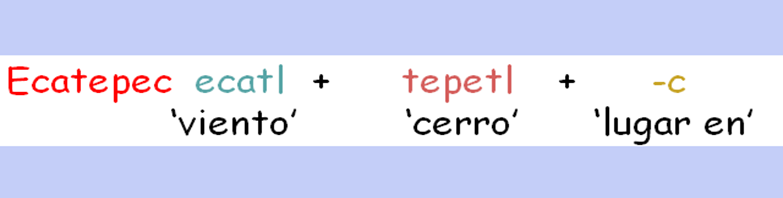 Ecatepec ecatl + tepetl + -c
‘viento’ ‘cerro’ ‘lugar en’